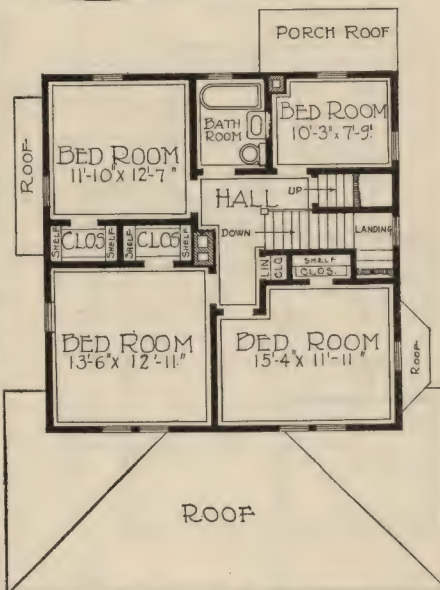 PORCH ROOF
BED ROOM
11'-10" X 12'-7"
BATH
ROOM
BED ROOM
10'-3" x 7'-9"
ROOF
HALL
UP
DOWN
LANDING
SHELF
CLOS.
SHELF
SHELF
CLOS
SHELF
LIN
CLO
SHELF
CLOS.
BED ROOM
13'-6" X 12'-11"
BED ROOM
15'-4" X 11'-11"
ROOF
ROOF